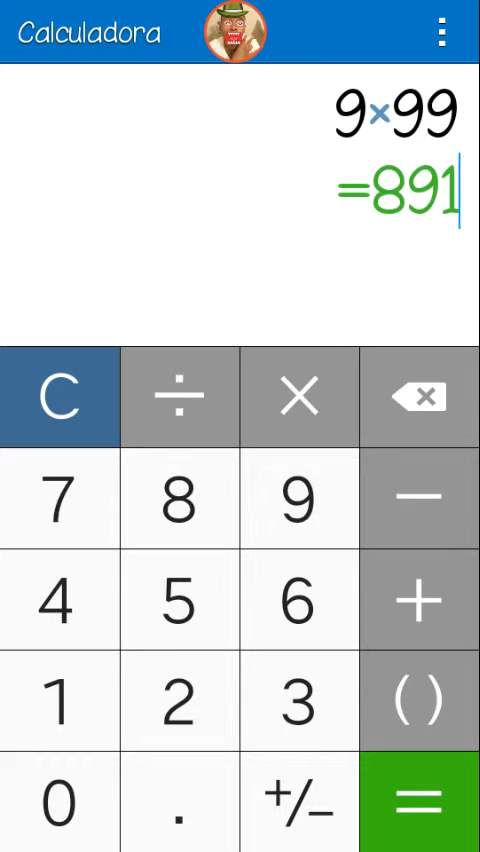 Calculadora
9×99
=891
C ÷ ×
7 8 9 −
4 5 6 +
1 2 3 ( )
0 . +/− =